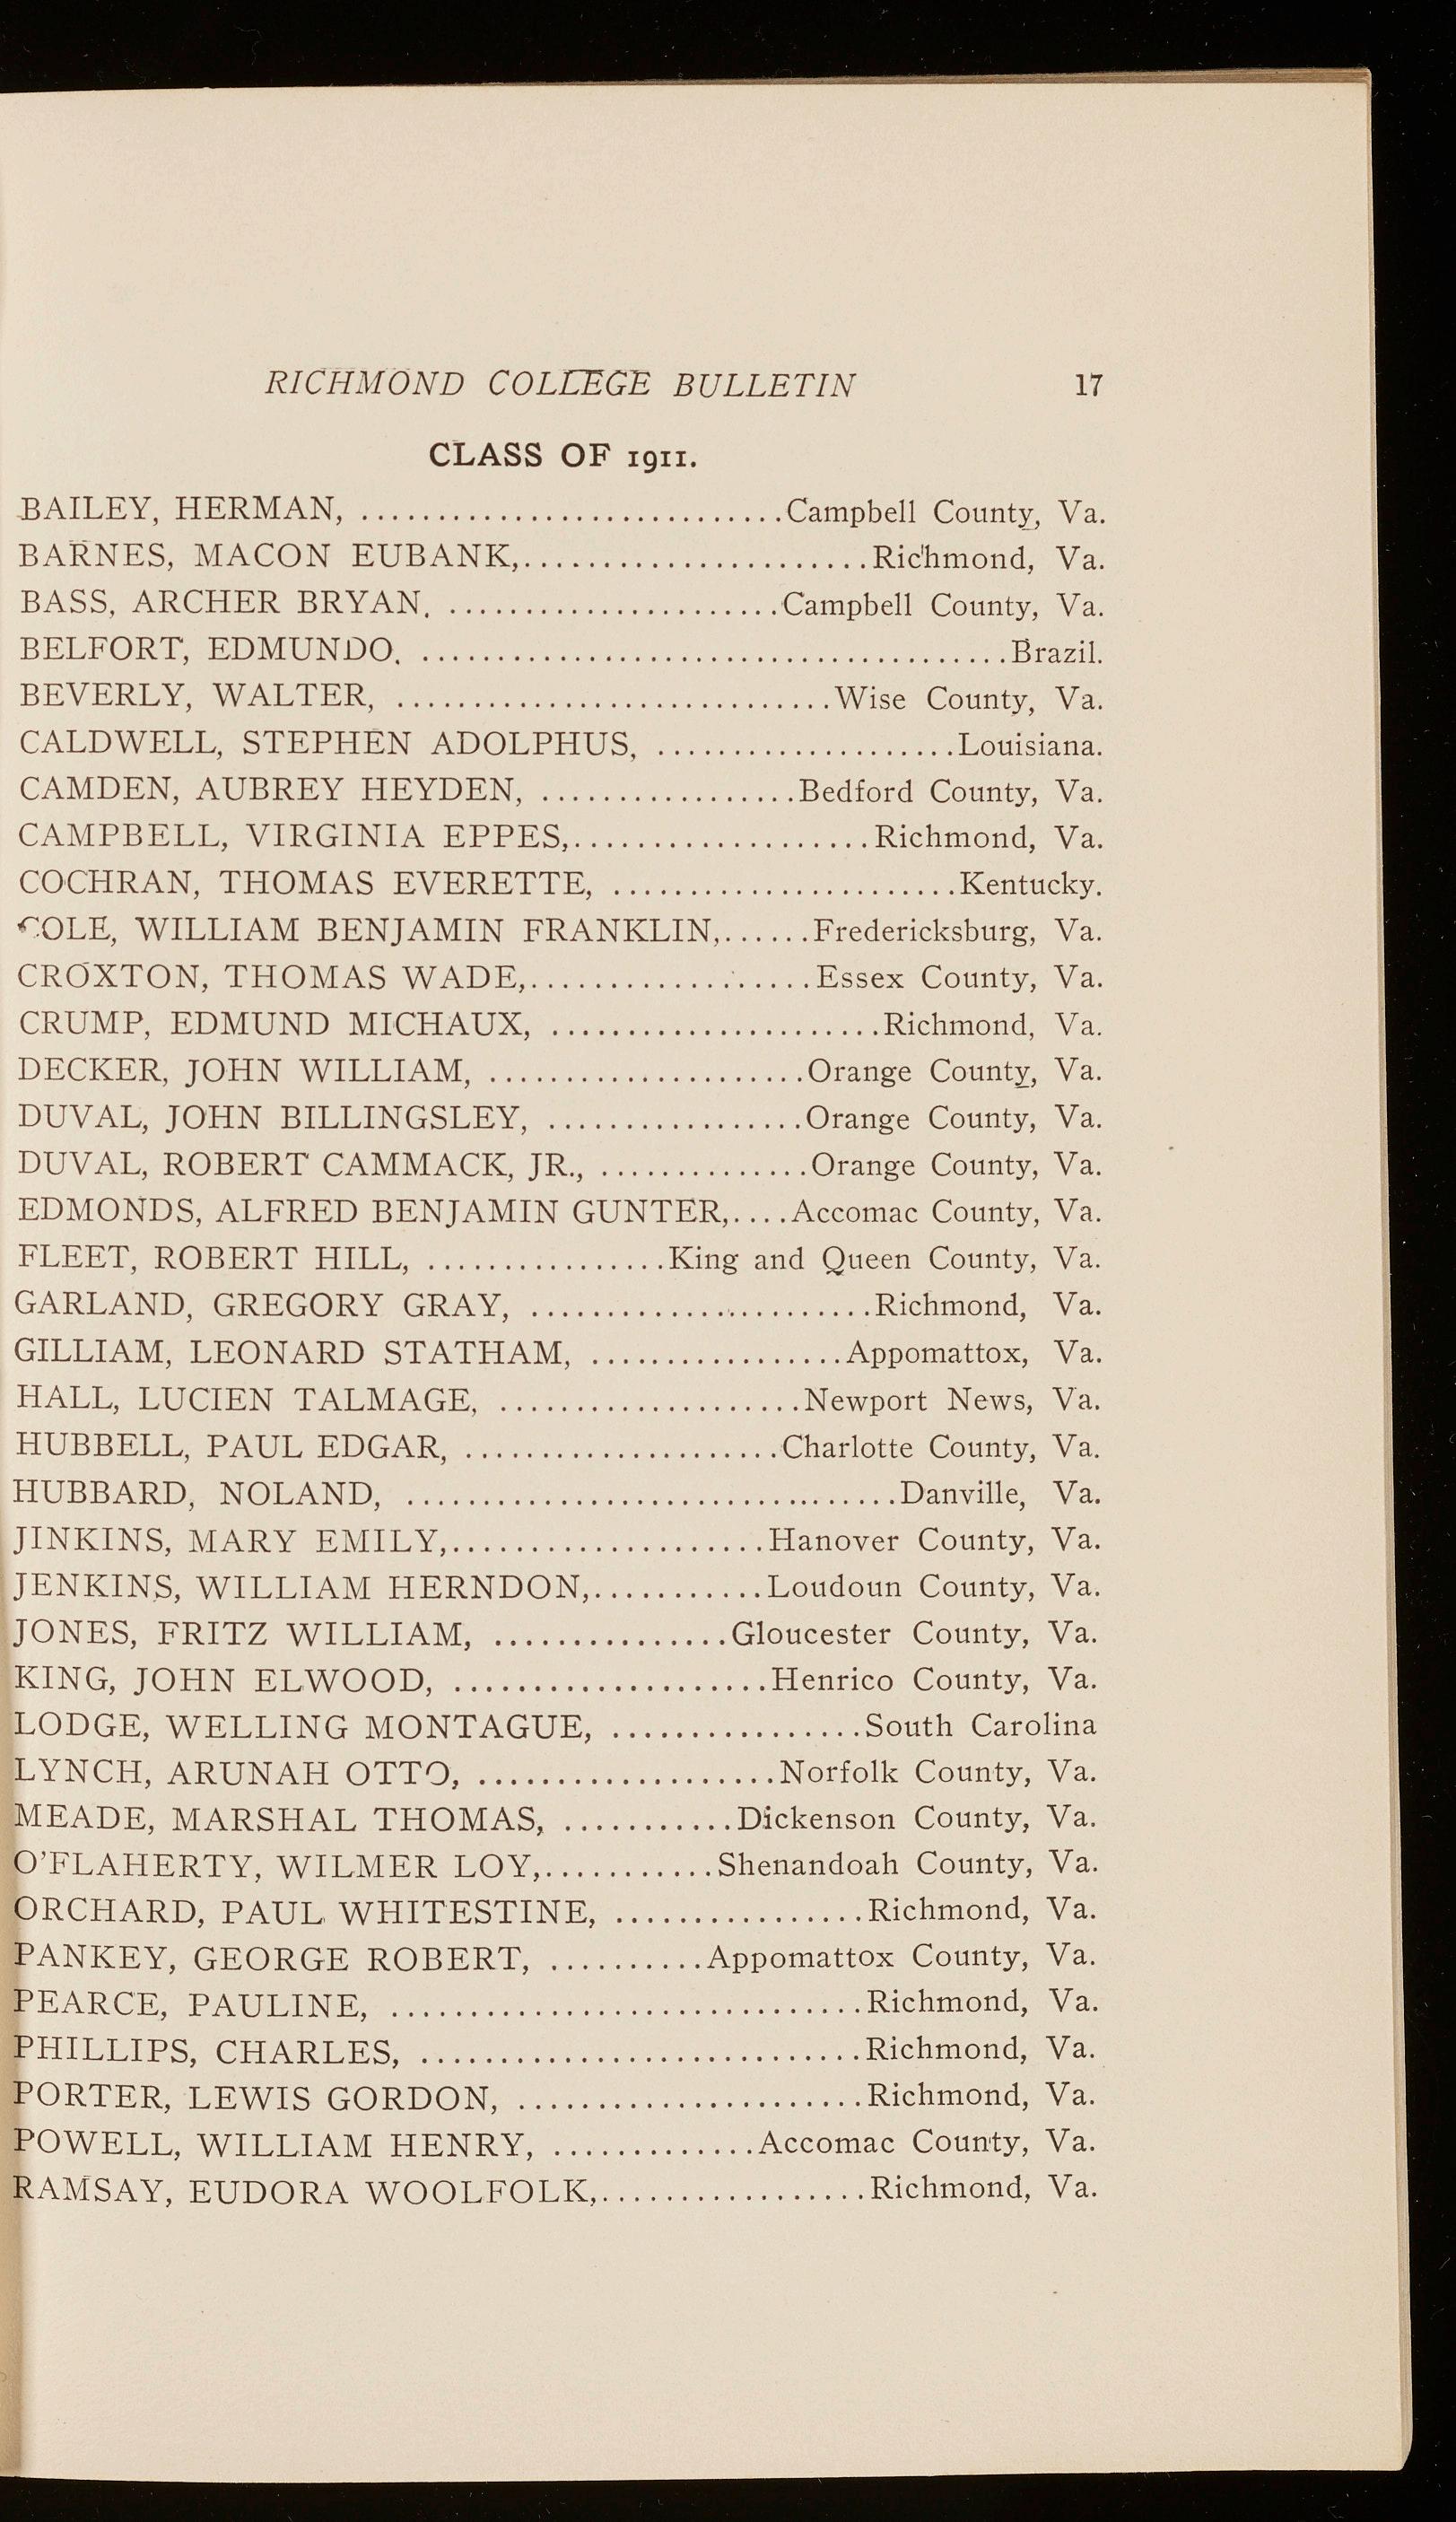 RICHMOND COLLEGE BULLETIN 17
CLASS OF 1911.
BAILEY, HERMAN, ............................Campbell County, Va.
BARNES, MACON EUBANK,.......................Richmond, Va.
BASS, ARCHER BRYAN, ......................Campbell County, Va.
BELFORT, EDMUNDO, .......................................Brazil.
BEVERLY, WALTER, .............................Wise County, Va.
CALDWELL, STEPHEN ADOLPHUS, ....................Louisiana.
CAMDEN, AUBREY HEYDEN, .................Bedford County, Va.
CAMPBELL, VIRGINIA EPPES,....................Richmond, Va.
COCHRAN, THOMAS EVERETTE, .......................Kentucky.
COLE, WILLIAM BENJAMIN FRANKLIN,......Fredericksburg, Va.
CROXTON, THOMAS WADE,...................Essex County, Va.
CRUMP, EDMUND MICHAUX, ......................Richmond, Va.
DECKER, JOHN WILLIAM, .....................Orange County, Va.
DUVAL, JOHN BILLINGSLEY, .................Orange County, Va.
DUVAL, ROBERT CAMMACK, JR., ..............Orange County, Va.
EDMONDS, ALFRED BENJAMIN GUNTER,....Accomac County, Va.
FLEET, ROBERT HILL, ................King and Queen County, Va.
GARLAND, GREGORY GRAY, .......................Richmond, Va.
GILLIAM, LEONARD STATHAM, .................Appomattox, Va.
HALL, LUCIEN TALMAGE, ....................Newport News, Va.
HUBBELL, PAUL EDGAR, .....................Charlotte County, Va.
HUBBARD, NOLAND, .................................Danville, Va.
JINKINS, MARY EMILY,.....................Hanover County, Va.
JENKINS, WILLIAM HERNDON,...........Loudoun County, Va.
JONES, FRITZ WILLIAM, ...............Gloucester County, Va.
KING, JOHN ELWOOD, ....................Henrico County, Va.
LODGE, WELLING MONTAGUE, ................South Carolina
LYNCH, ARUNAH OTTO, ...................Norfolk County, Va.
MEADE, MARSHAL THOMAS, ...........Dickenson County, Va.
O'FLAHERTY, WILMER LOY,...........Shenandoah County, Va.
ORCHARD, PAUL WHITESTINE, ................Richmond, Va.
PANKEY, GEORGE ROBERT, ..........Appomattox County, Va.
PEARCE, PAULINE, ..............................Richmond, Va.
PHILLIPS, CHARLES, ............................Richmond, Va.
PORTER, LEWIS GORDON, ......................Richmond, Va.
POWELL, WILLIAM HENRY, .............Accomac County, Va.
RAMSAY, EUDORA WOOLFOLK,.................Richmond, Va.